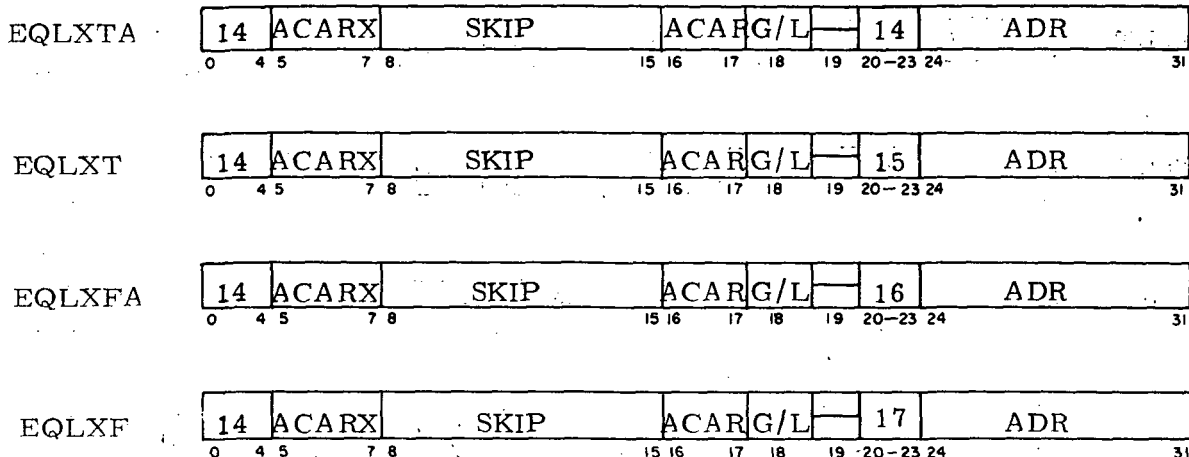 EQLXTA 14 ACARX SKIP ACAR G/L 14 ADR
0 4 5 7 8 15 16 17 18 19 20-23 24 31
EQLXT 14 ACARX SKIP ACAR G/L 15 ADR
0 4 5 7 8 15 16 17 18 19 20-23 24 31
EQLXFA 14 ACARX SKIP ACAR G/L 16 ADR
0 4 5 7 8 15 16 17 18 19 20-23 24 31
EQLXF 14 ACARX SKIP ACAR G/L 17 ADR
0 4 5 7 8 15 16 17 18 19 20-23 24 31